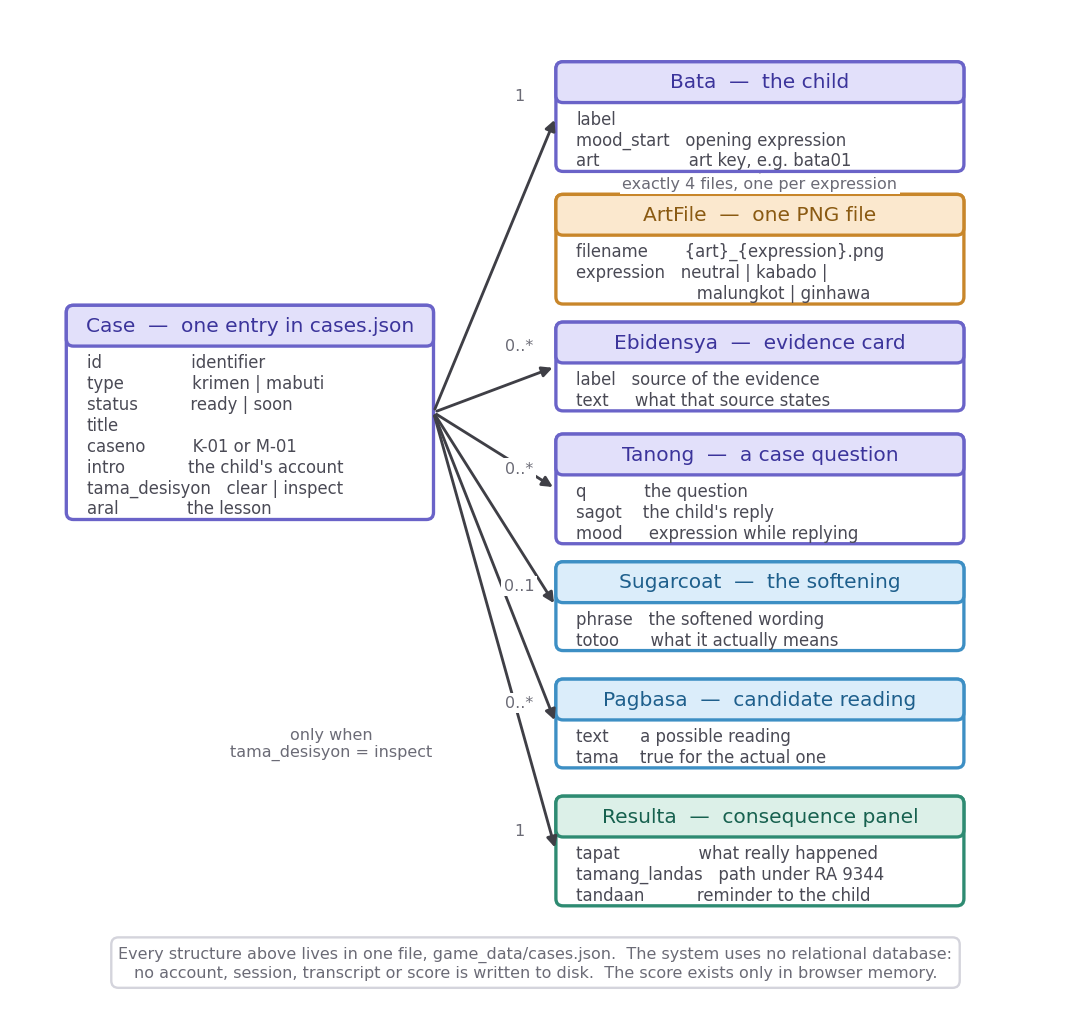 1
Bata — the child
label
mood_start opening expression
art art key, e.g. bata01
exactly 4 files, one per expression
ArtFile — one PNG file
filename {art}_{expression}.png
expression neutral | kabado |
malungkot | ginhawa
Case — one entry in cases.json
id identifier
type krimen | mabuti
status ready | soon
title
caseno K-01 or M-01
intro the child's account
tama_desisyon clear | inspect
aral the lesson
0..*
Ebidensya — evidence card
label source of the evidence
text what that source states
0..*
Tanong — a case question
q the question
sagot the child's reply
mood expression while replying
0..1
Sugarcoat — the softening
phrase the softened wording
totoo what it actually means
0..*
Pagbasa — candidate reading
text a possible reading
tama true for the actual one
only when
tama_desisyon = inspect
1
Resulta — consequence panel
tapat what really happened
tamang_landas path under RA 9344
tandaan reminder to the child
Every structure above lives in one file, game_data/cases.json. The system uses no relational database:
no account, session, transcript or score is written to disk. The score exists only in browser memory.